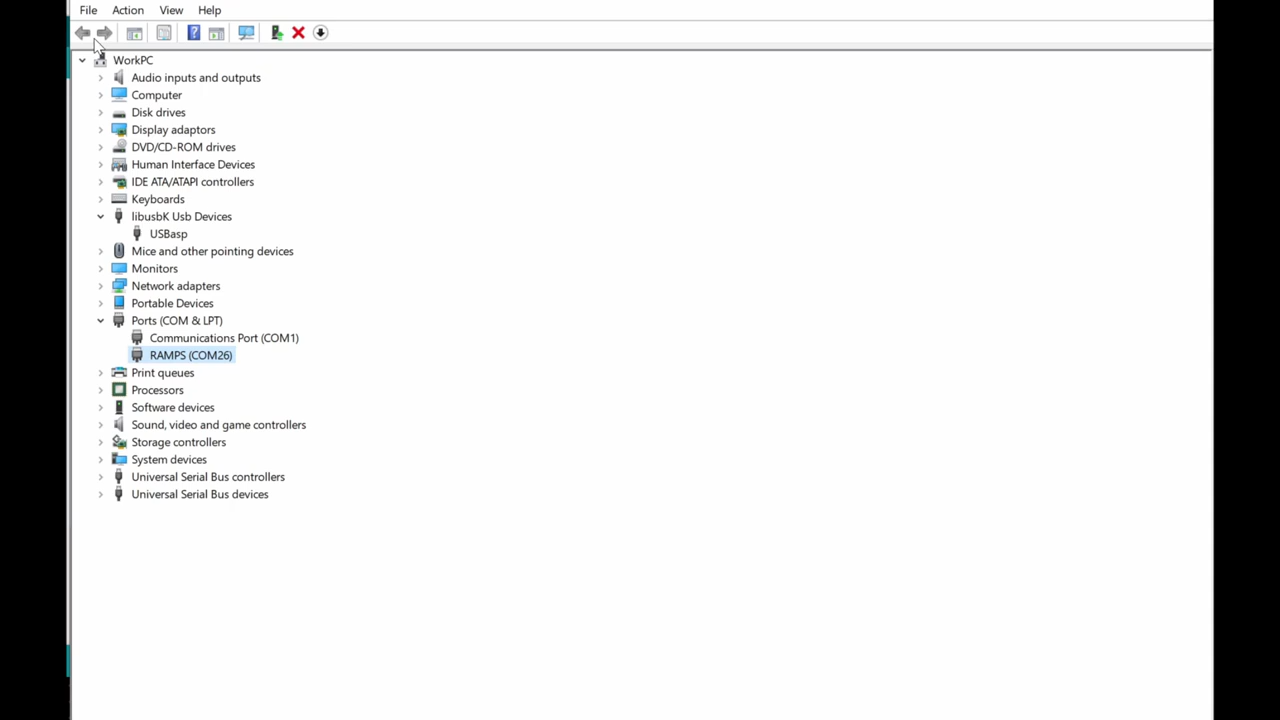 File Action View Help
WorkPC
Audio inputs and outputs
Computer
Disk drives
Display adaptors
DVD/CD-ROM drives
Human Interface Devices
IDE ATA/ATAPI controllers
Keyboards
libusbK Usb Devices
USBasp
Mice and other pointing devices
Monitors
Network adapters
Portable Devices
Ports (COM & LPT)
Communications Port (COM1)
RAMPS (COM26)
Print queues
Processors
Software devices
Sound, video and game controllers
Storage controllers
System devices
Universal Serial Bus controllers
Universal Serial Bus devices